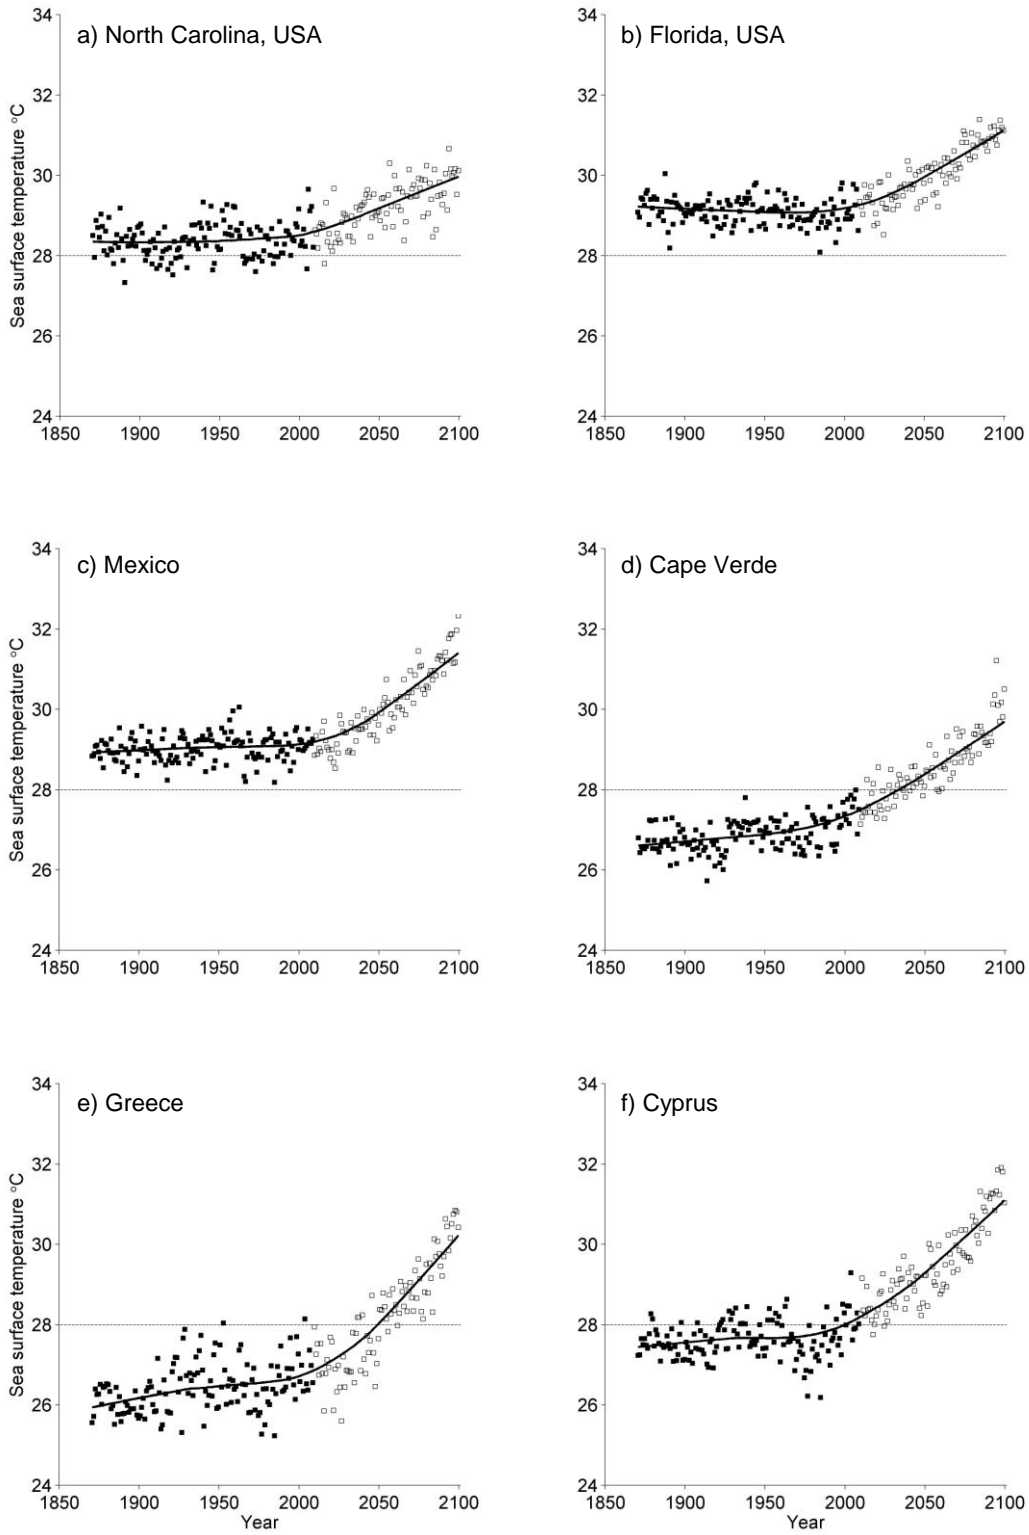 a) North Carolina, USA
34
32
30
28
26
24
Sea surface temperature °C
1850 1900 1950 2000 2050 2100
b) Florida, USA
34
32
30
28
26
24
1850 1900 1950 2000 2050 2100
c) Mexico
34
32
30
28
26
24
Sea surface temperature °C
1850 1900 1950 2000 2050 2100
d) Cape Verde
34
32
30
28
26
24
1850 1900 1950 2000 2050 2100
e) Greece
34
32
30
28
26
24
Sea surface temperature °C
1850 1900 1950 2000 2050 2100
Year
f) Cyprus
34
32
30
28
26
24
1850 1900 1950 2000 2050 2100
Year